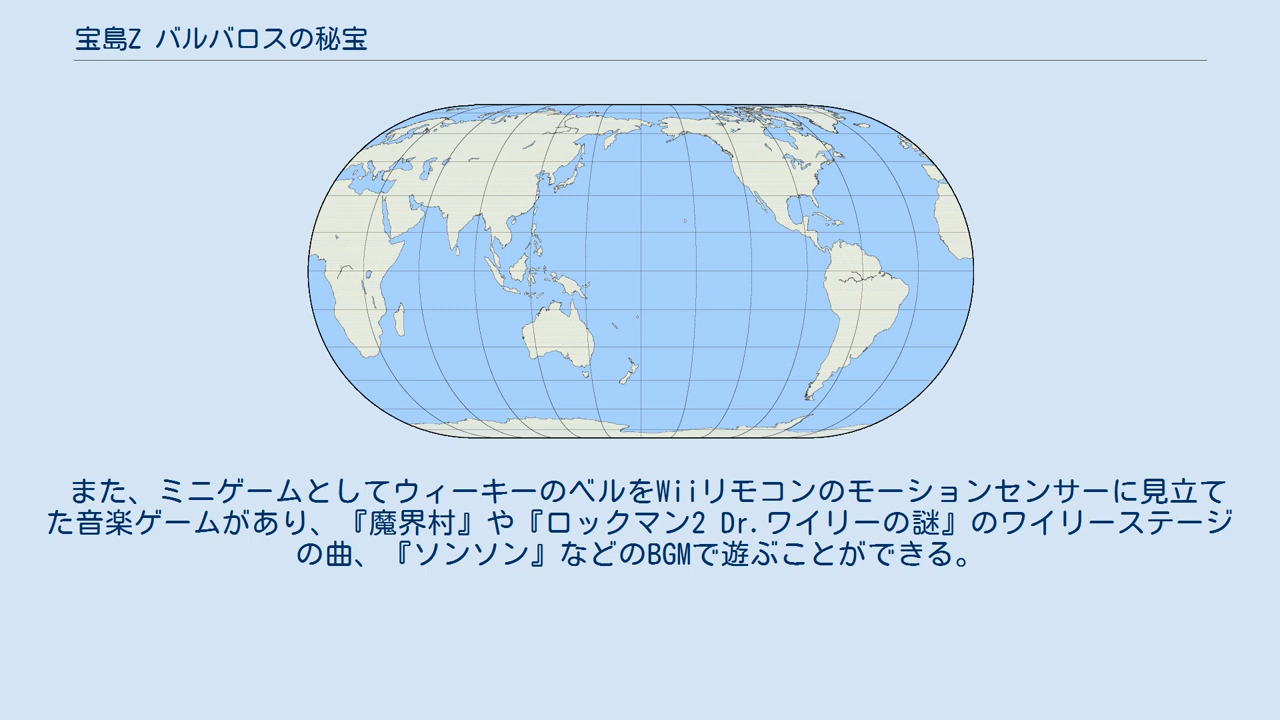 宝島Z バルバロスの秘宝
また、ミニゲームとしてウィーキーのベルをWiiリモコンのモーションセンサーに見立て
た音楽ゲームがあり、『魔界村』や『ロックマン2 Dr.ワイリーの謎』のワイリーステージ
の曲、『ソンソン』などのBGMで遊ぶことができる。